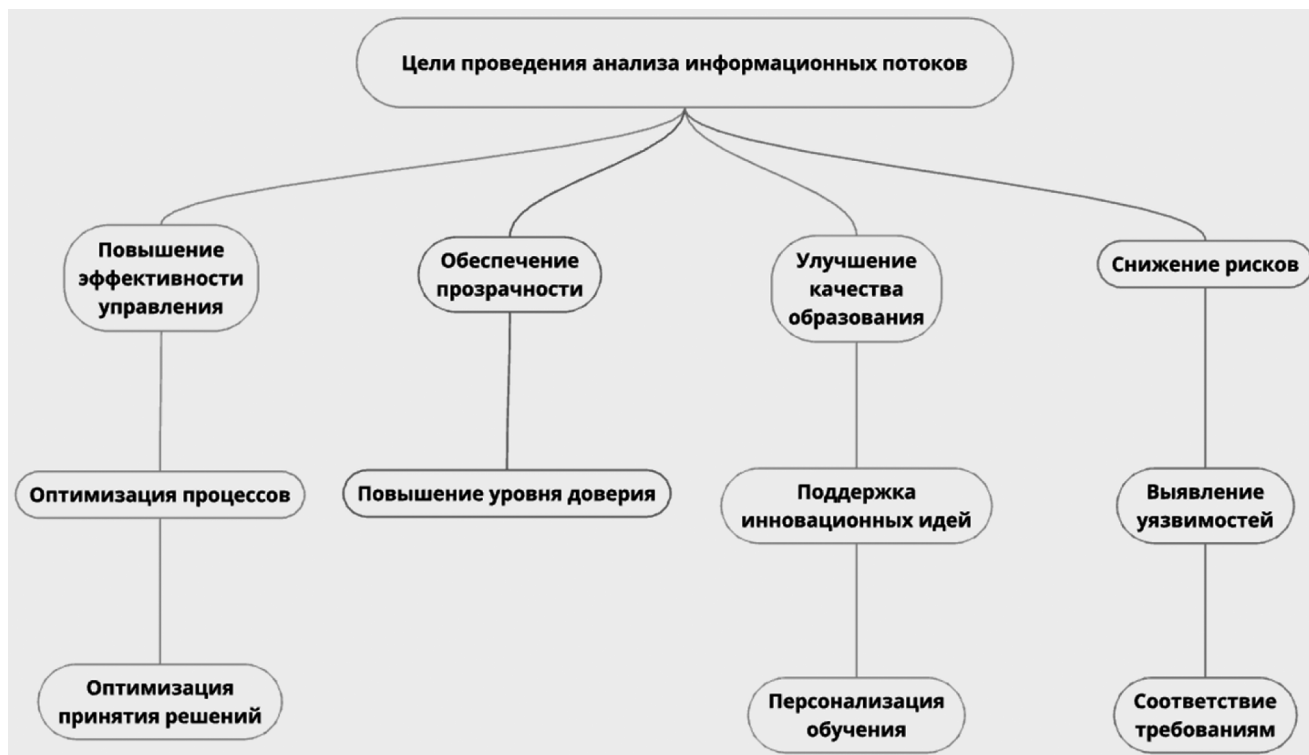 Цели проведения анализа информационных потоков
Повышение
эффективности
управления
Обеспечение
прозрачности
Улучшение
качества
образования
Снижение рисков
Оптимизация процессов
Повышение уровня доверия
Поддержка
инновационных идей
Выявление
уязвимостей
Оптимизация
принятия решений
Персонализация
обучения
Соответствие
требованиям